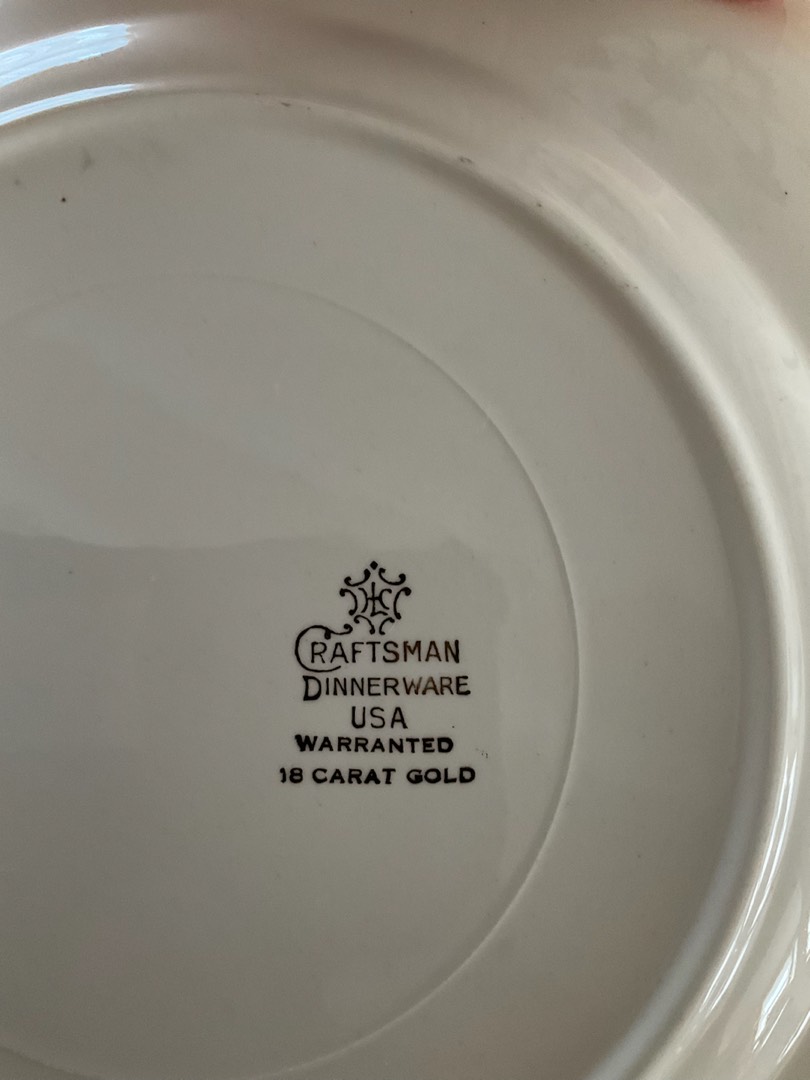 CRAFTSMAN
DINNERWARE
USA
WARRANTED
18 CARAT GOLD